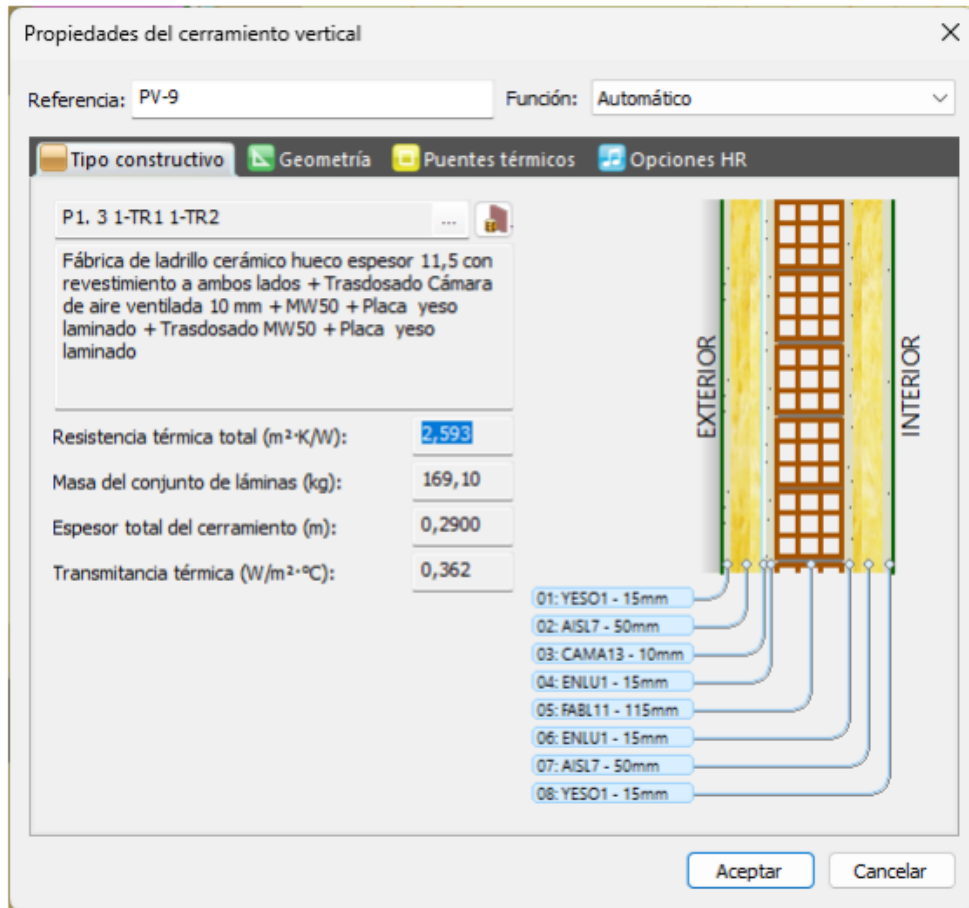 Propiedades del cerramiento vertical
Referencia: PV-9 Función: Automático
Tipo constructivo Geometría Puentes térmicos Opciones HR
P1. 3 1-TR1 1-TR2 ...
Fábrica de ladrillo cerámico hueco espesor 11,5 con
revestimiento a ambos lados + Trasdosado Cámara
de aire ventilada 10 mm + MW50 + Placa yeso
laminado + Trasdosado MW50 + Placa yeso
laminado
EXTERIOR
INTERIOR
Resistencia térmica total (m²·K/W): 2,593
Masa del conjunto de láminas (kg): 169,10
Espesor total del cerramiento (m): 0,2900
Transmitancia térmica (W/m²·ºC): 0,362
01: YESO1 - 15mm
02: AISL7 - 50mm
03: CAMA13 - 10mm
04: ENLU1 - 15mm
05: FABL11 - 115mm
06: ENLU1 - 15mm
07: AISL7 - 50mm
08: YESO1 - 15mm
Aceptar Cancelar